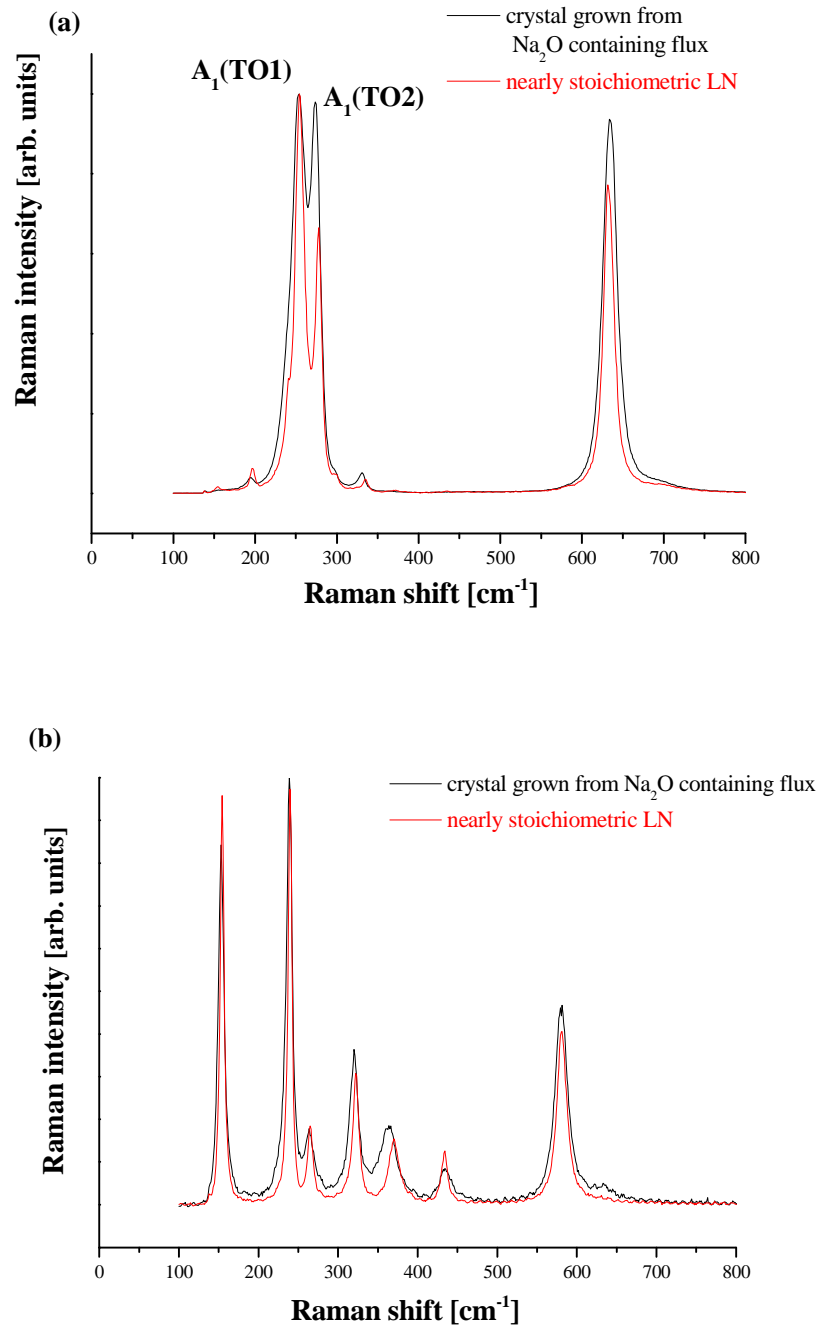 (a)
crystal grown from
Na₂O containing flux
nearly stoichiometric LN
A₁(TO1)
A₁(TO2)
Raman intensity [arb. units]
0 100 200 300 400 500 600 700 800
Raman shift [cm⁻¹]
(b)
crystal grown from Na₂O containing flux
nearly stoichiometric LN
Raman intensity [arb. units]
0 100 200 300 400 500 600 700 800
Raman shift [cm⁻¹]